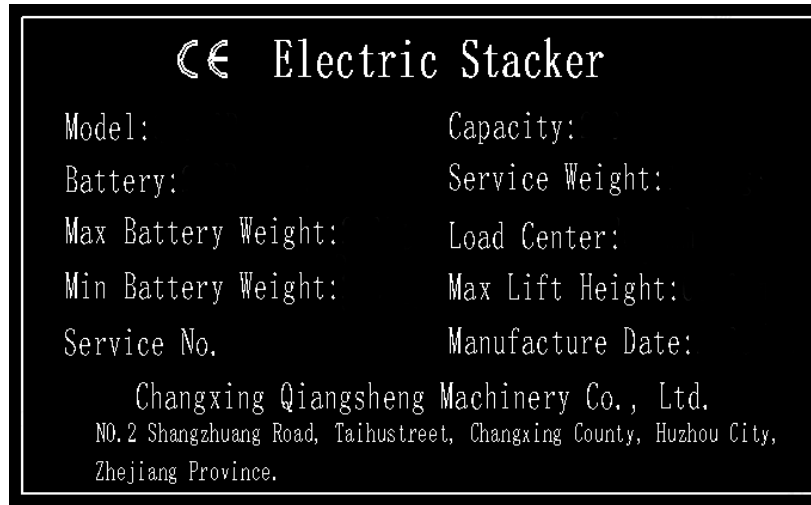 CE Electric Stacker
Model: Capacity:
Battery: Service Weight:
Max Battery Weight: Load Center:
Min Battery Weight: Max Lift Height:
Service No. Manufacture Date:
Changxing Qiangsheng Machinery Co., Ltd.
NO.2 Shangzhuang Road, Taihustreet, Changxing County, Huzhou City,
Zhejiang Province.